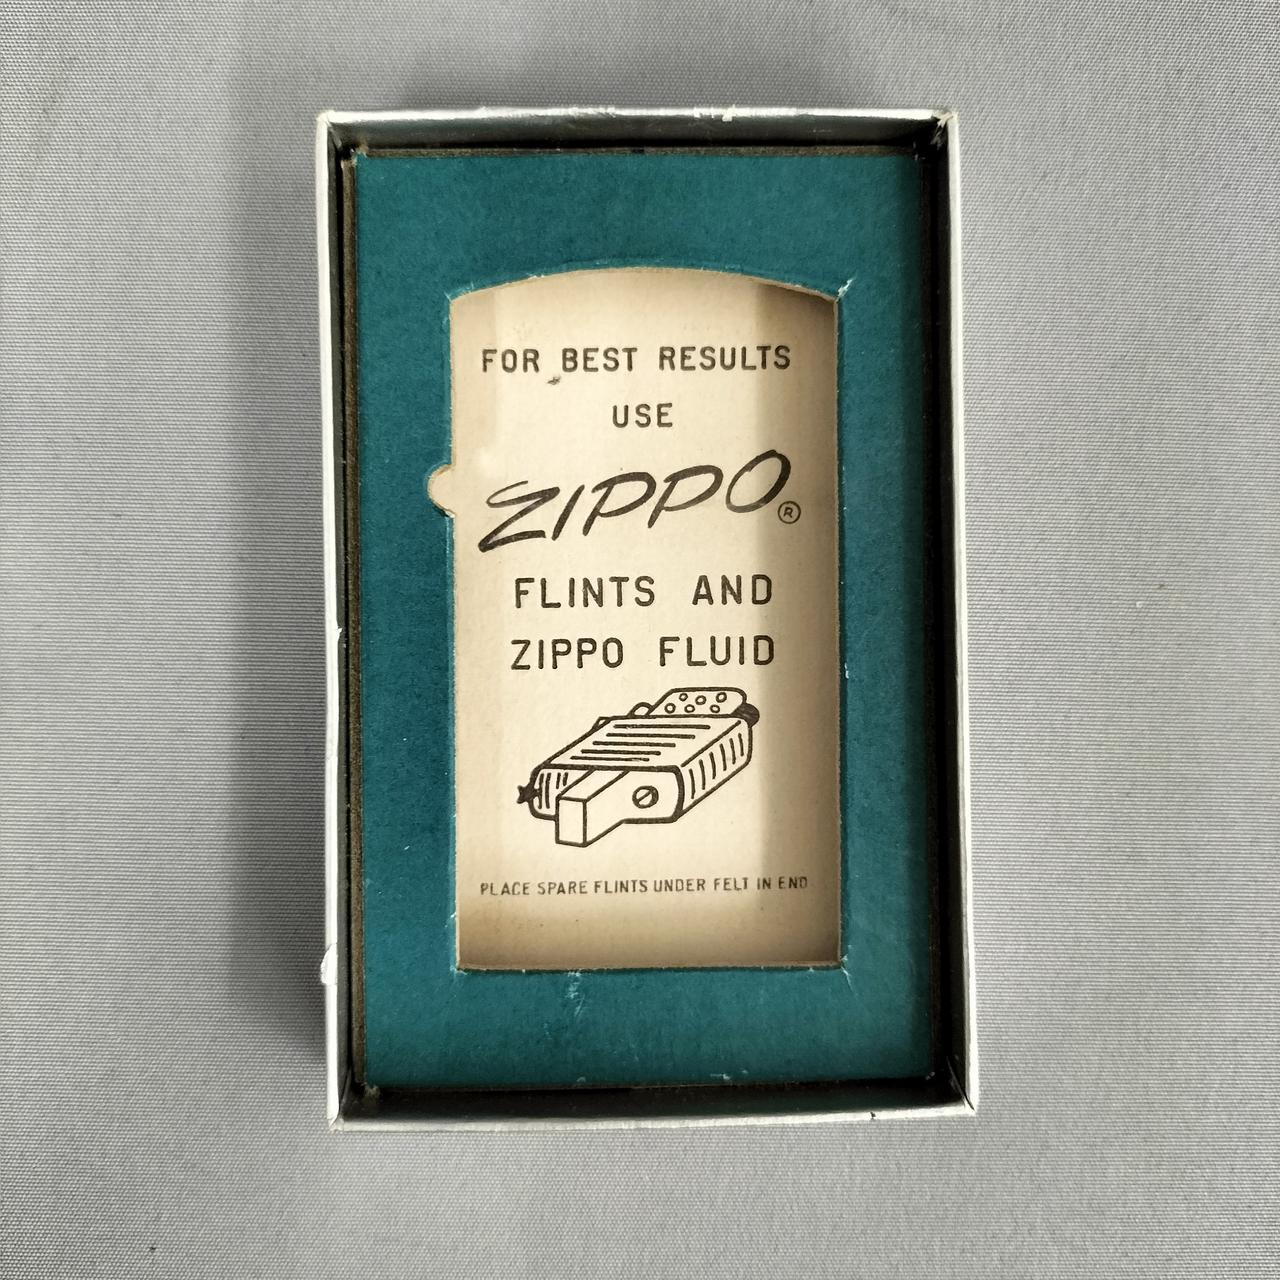 FOR BEST RESULTS
USE
ZIPPO®
FLINTS AND
ZIPPO FLUID
PLACE SPARE FLINTS UNDER FELT IN END